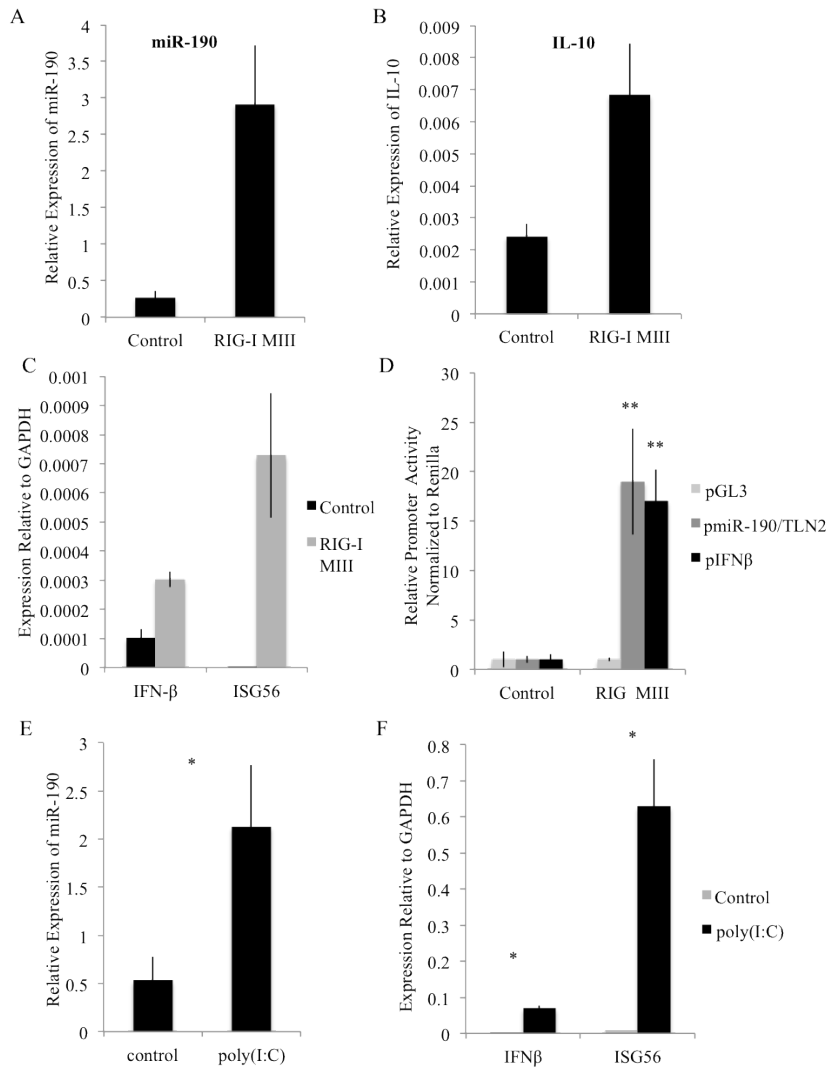 A
miR-190
Relative Expression of miR-190
4
3.5
3
2.5
2
1.5
1
0.5
0
Control
RIG-I MIII
B
IL-10
Relative Expression of IL-10
0.009
0.008
0.007
0.006
0.005
0.004
0.003
0.002
0.001
0
Control
RIG-I MIII
C
Expression Relative to GAPDH
0.001
0.0009
0.0008
0.0007
0.0006
0.0005
0.0004
0.0003
0.0002
0.0001
0
IFN-β
ISG56
Control
RIG-I
MIII
D
Relative Promoter Activity
Normalized to Renilla
30
25
20
15
10
5
0
**
**
Control
RIG MIII
pGL3
pmiR-190/TLN2
pIFNβ
E
Relative Expression of miR-190
3
2.5
2
1.5
1
0.5
0
*
control
poly(I:C)
F
Expression Relative to GAPDH
0.8
0.7
0.6
0.5
0.4
0.3
0.2
0.1
0
*
*
IFNβ
ISG56
Control
poly(I:C)